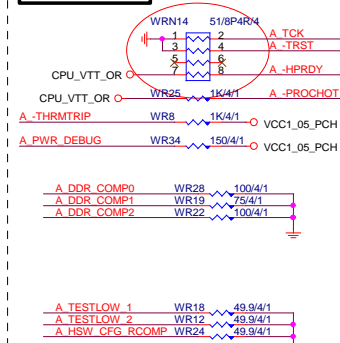 WRN14 51/8P4R/4
1 2 A_TCK
3 4 A_-TRST
5 6
CPU_VTT_OR 7 8 A_-HPRDY
CPU_VTT_OR WR25 1K/4/1 A_-PROCHOT
A_-THRMTRIP WR8 1K/4/1 VCC1_05_PCH
A_PWR_DEBUG WR34 150/4/1 VCC1_05_PCH
A_DDR_COMP0 WR28 100/4/1
A_DDR_COMP1 WR19 75/4/1
A_DDR_COMP2 WR22 100/4/1
A_TESTLOW_1 WR18 49.9/4/1
A_TESTLOW_2 WR12 49.9/4/1
A_HSW_CFG_RCOMP WR24 49.9/4/1